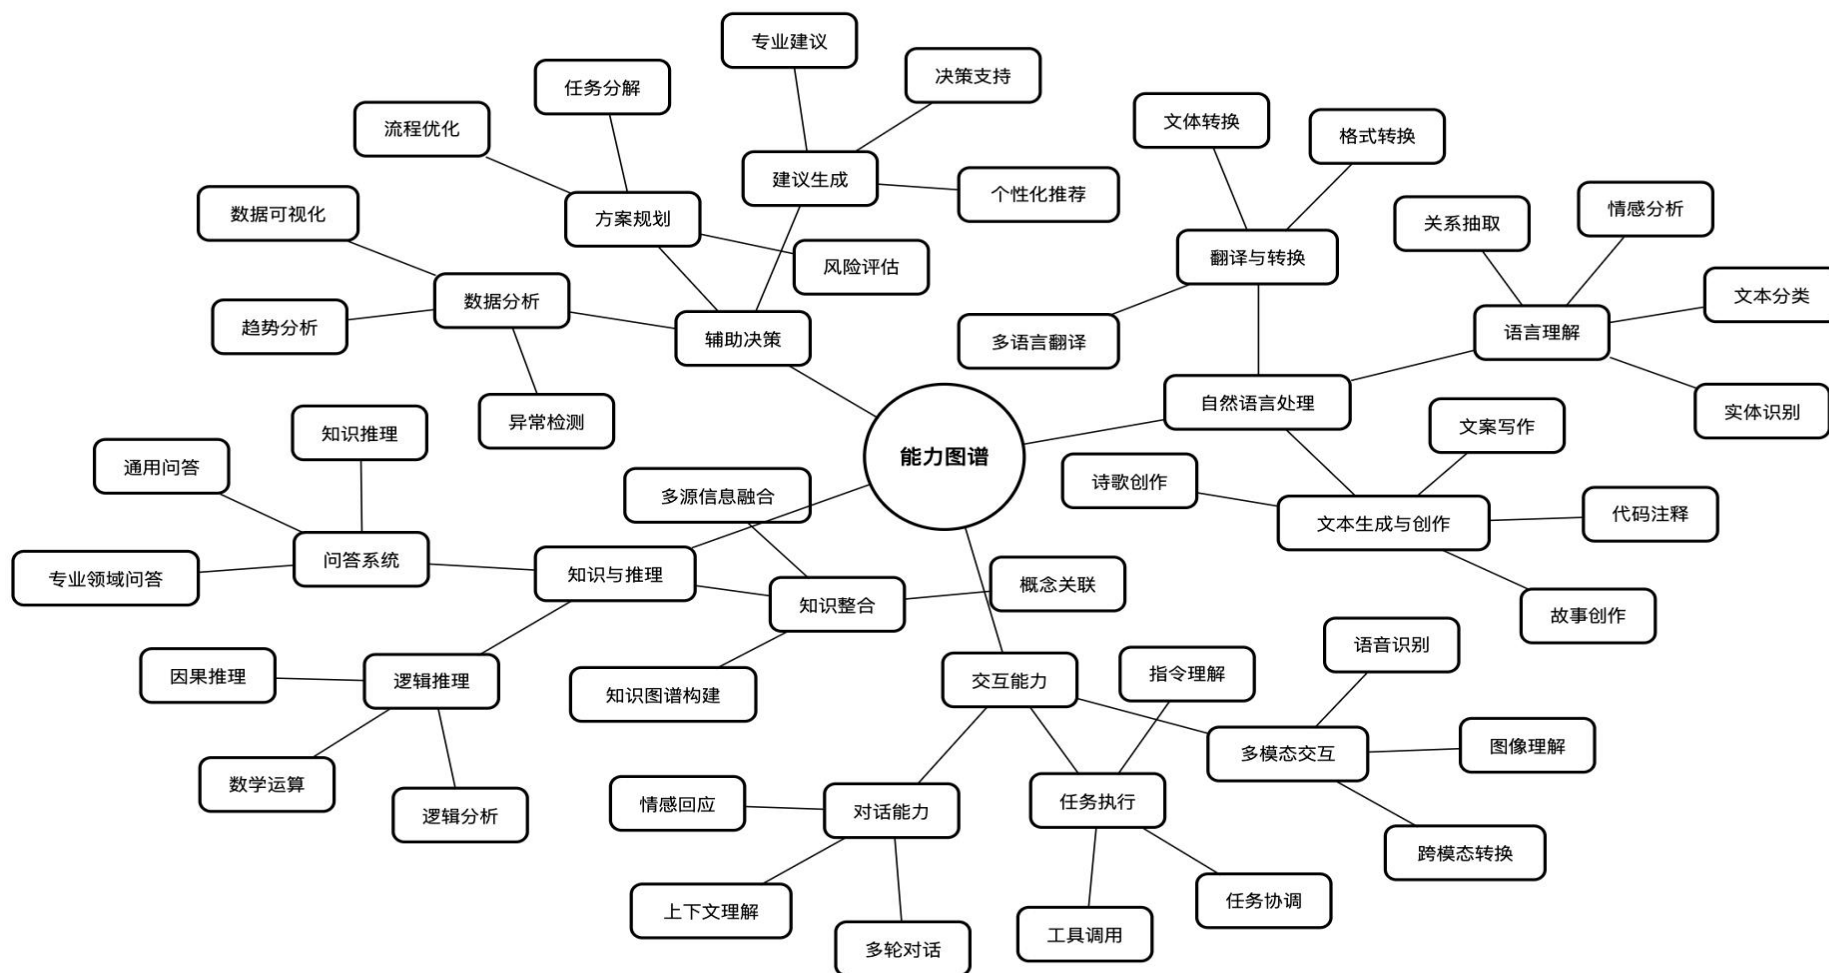 能力图谱
辅助决策
建议生成
专业建议
决策支持
个性化推荐
方案规划
任务分解
流程优化
风险评估
数据分析
数据可视化
趋势分析
异常检测
自然语言处理
翻译与转换
文体转换
格式转换
多语言翻译
语言理解
关系抽取
情感分析
文本分类
实体识别
文本生成与创作
文案写作
诗歌创作
代码注释
故事创作
知识与推理
问答系统
知识推理
通用问答
专业领域问答
知识整合
多源信息融合
概念关联
知识图谱构建
逻辑推理
因果推理
数学运算
逻辑分析
交互能力
对话能力
情感回应
上下文理解
多轮对话
任务执行
指令理解
工具调用
任务协调
多模态交互
语音识别
图像理解
跨模态转换